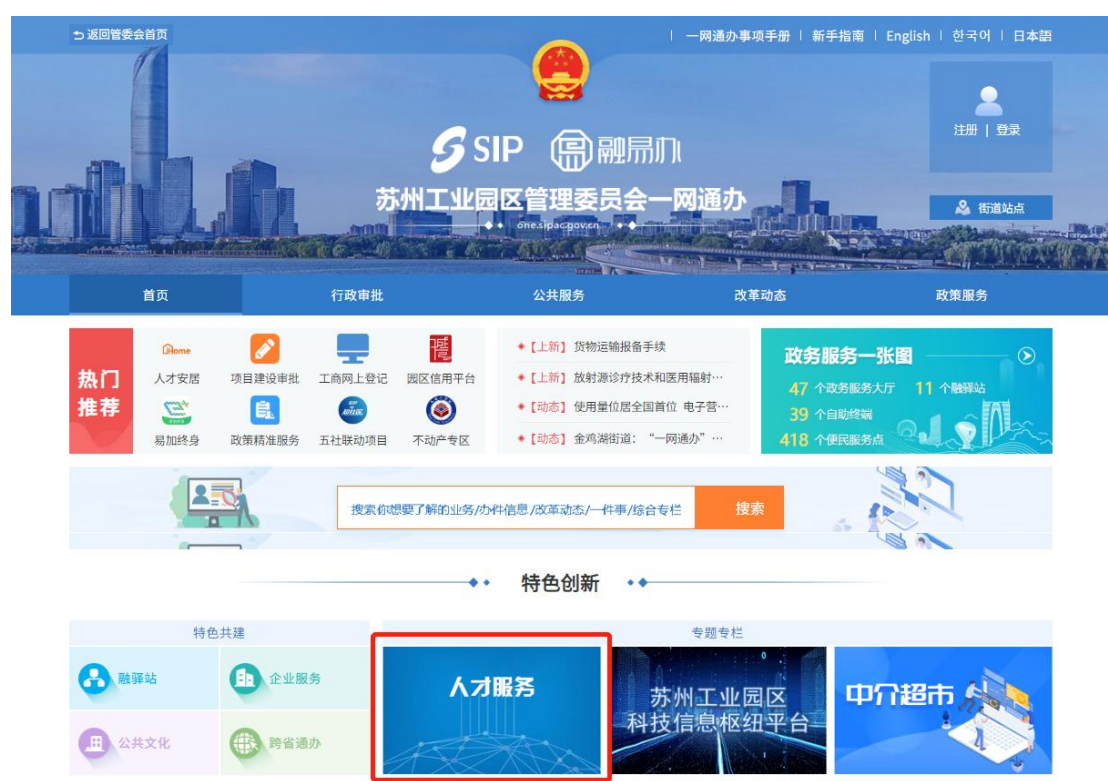 返回管委会首页
一网通办事项手册 | 新手指南 | English | 한국어 | 日本語
注册 | 登录
SIP 融易办
苏州工业园区管理委员会一网通办
one.sipac.gov.cn
街道站点
首页 行政审批 公共服务 改革动态 政策服务
热门推荐
Home
人才安居 项目建设审批 工商网上登记 园区信用平台
易加终身 政策精准服务 五社联动项目 不动产专区
【上新】货物运输报备手续
【上新】放射源诊疗技术和医用辐射…
【动态】使用量位居全国首位 电子营…
【动态】金鸡湖街道：“一网通办”…
政务服务一张图
47 个政务服务大厅 11 个融驿站
39 个自助终端
418 个便民服务点
搜索你想要了解的业务/办件信息/改革动态/一件事/综合专栏
搜索
特色创新
特色共建
融驿站 企业服务
公共文化 跨省通办
专题专栏
人才服务
苏州工业园区
科技信息枢纽平台
中介超市